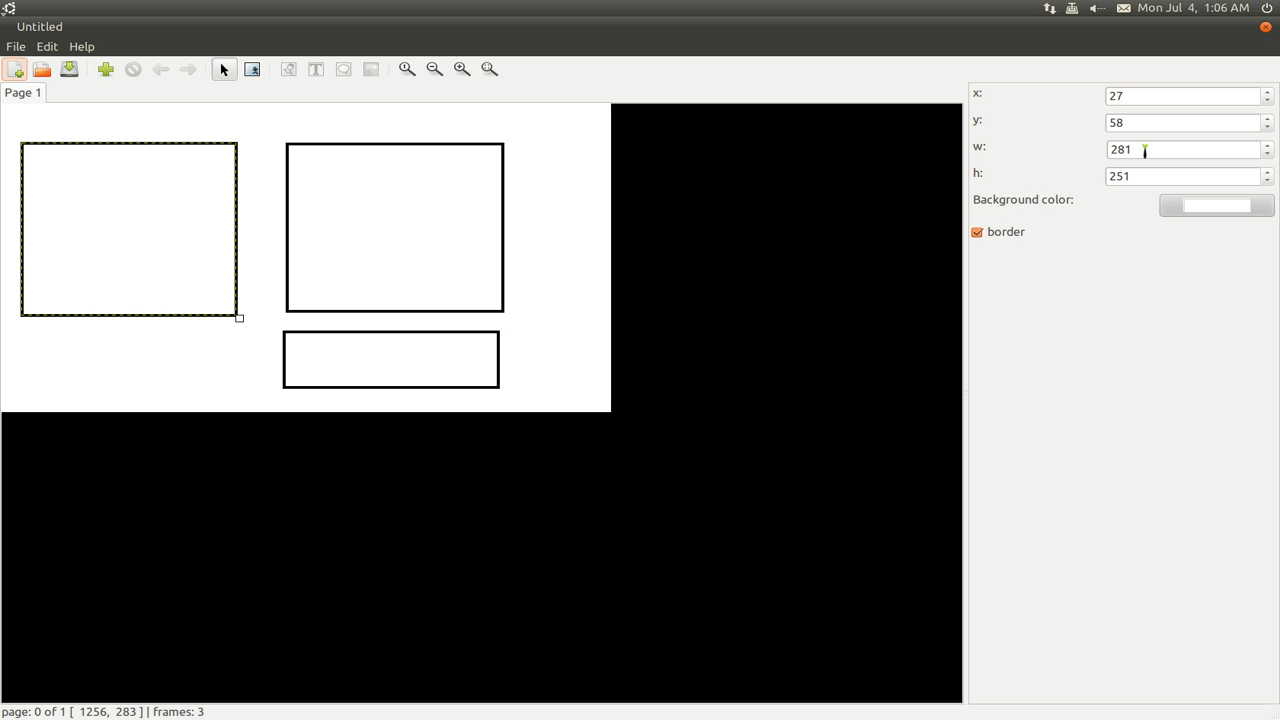 Mon Jul 4, 1:06 AM
Untitled
File Edit Help
Page 1
x: 27
y: 58
w: 281
h: 251
Background color:
border
page: 0 of 1 [ 1256, 283 ] | frames: 3